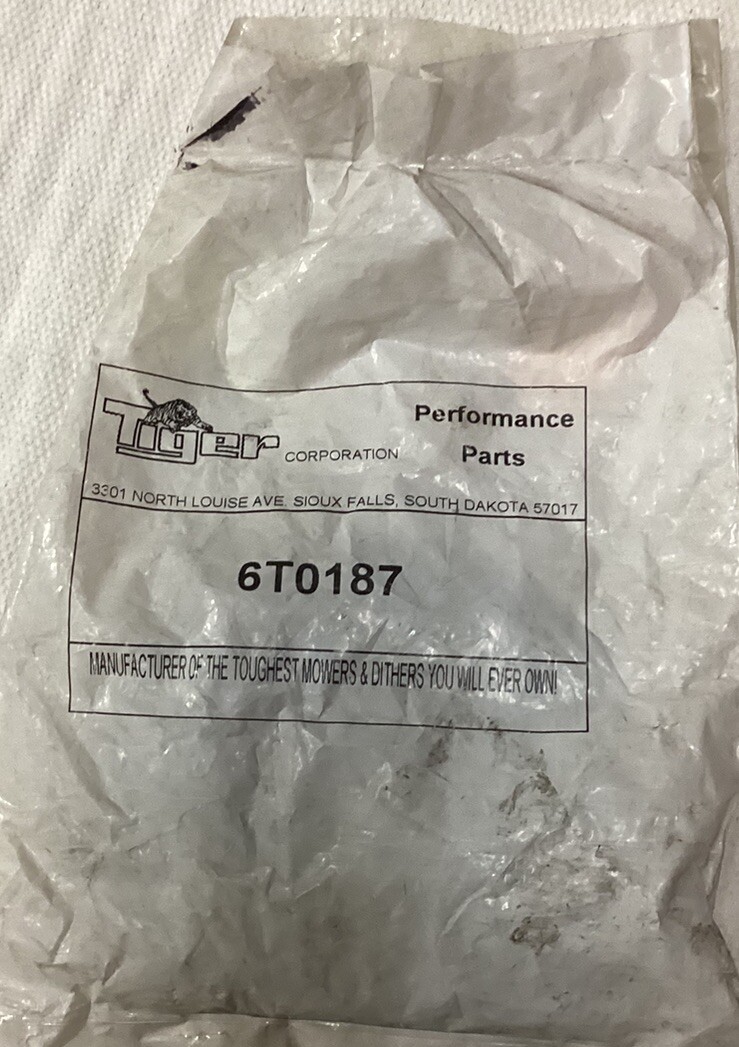 Tiger CORPORATION
Performance
Parts
3301 NORTH LOUISE AVE. SIOUX FALLS, SOUTH DAKOTA 57017
6T0187
MANUFACTURER OF THE TOUGHEST MOWERS & DITHERS YOU WILL EVER OWN!